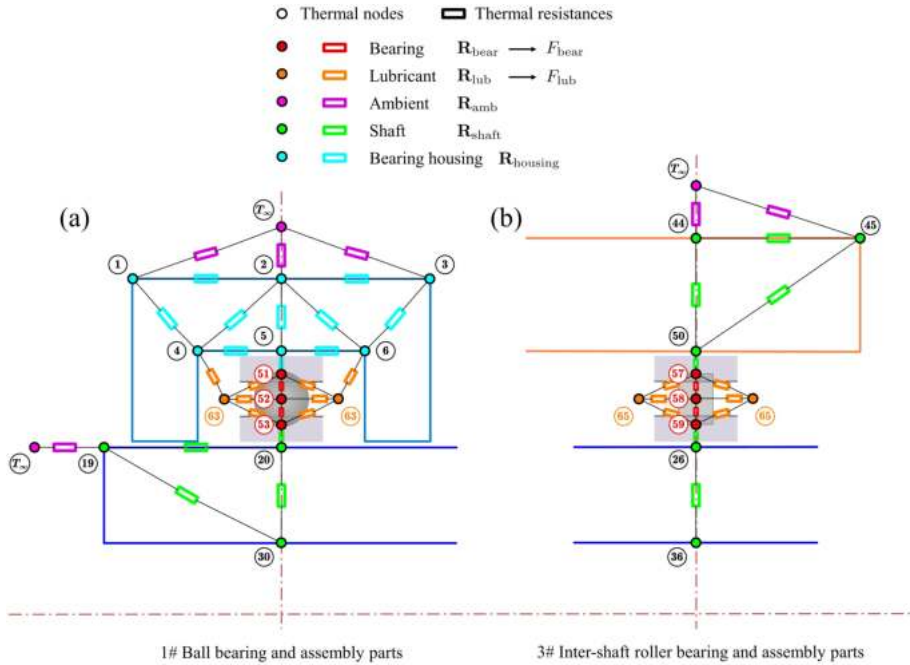 Thermal nodes Thermal resistances
Bearing R_bear → F_bear
Lubricant R_lub → F_lub
Ambient R_amb
Shaft R_shaft
Bearing housing R_housing
(a)
T∞
1 2 3
4 5 6
51
63 52 63
53
T∞ 19 20
30
1# Ball bearing and assembly parts
(b)
T∞
44 45
50
57
65 58 65
59
26
36
3# Inter-shaft roller bearing and assembly parts